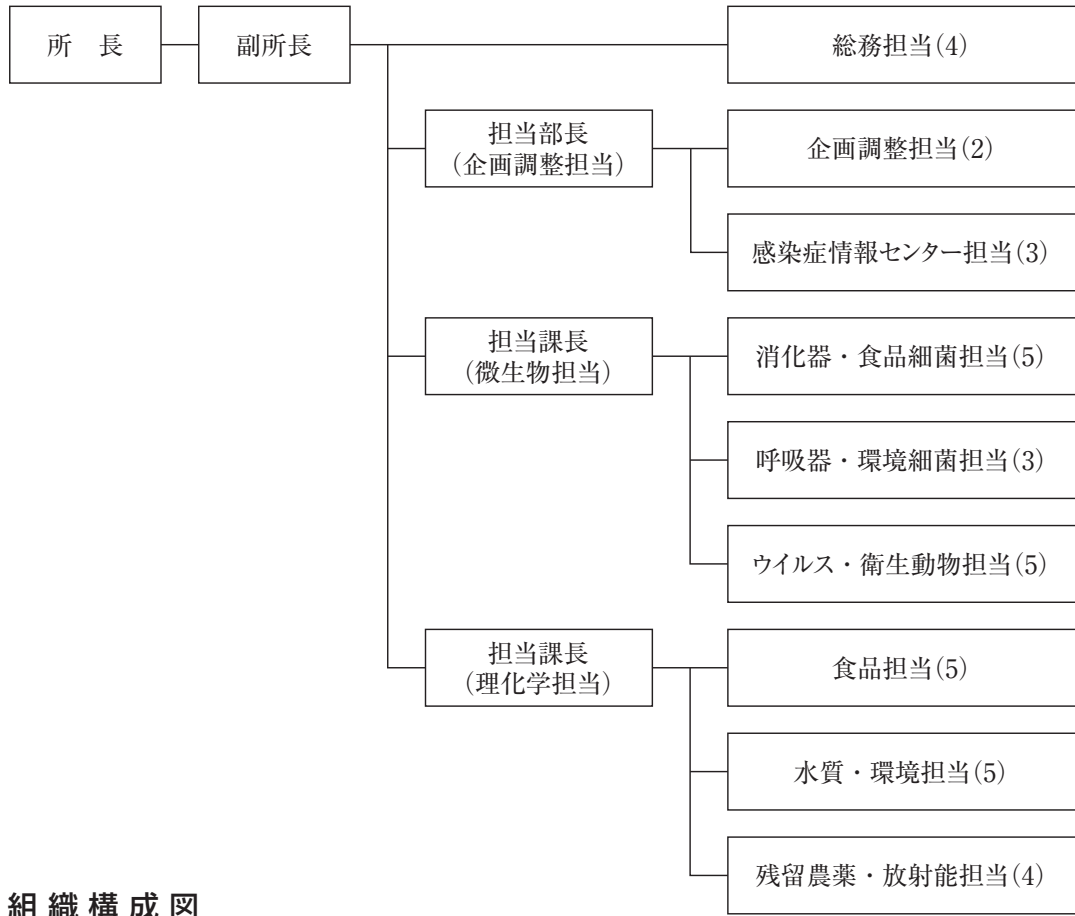 所　長
副所長
総務担当(4)
担当部長
(企画調整担当)
企画調整担当(2)
感染症情報センター担当(3)
担当課長
(微生物担当)
消化器・食品細菌担当(5)
呼吸器・環境細菌担当(3)
ウイルス・衛生動物担当(5)
担当課長
(理化学担当)
食品担当(5)
水質・環境担当(5)
残留農薬・放射能担当(4)
組織構成図